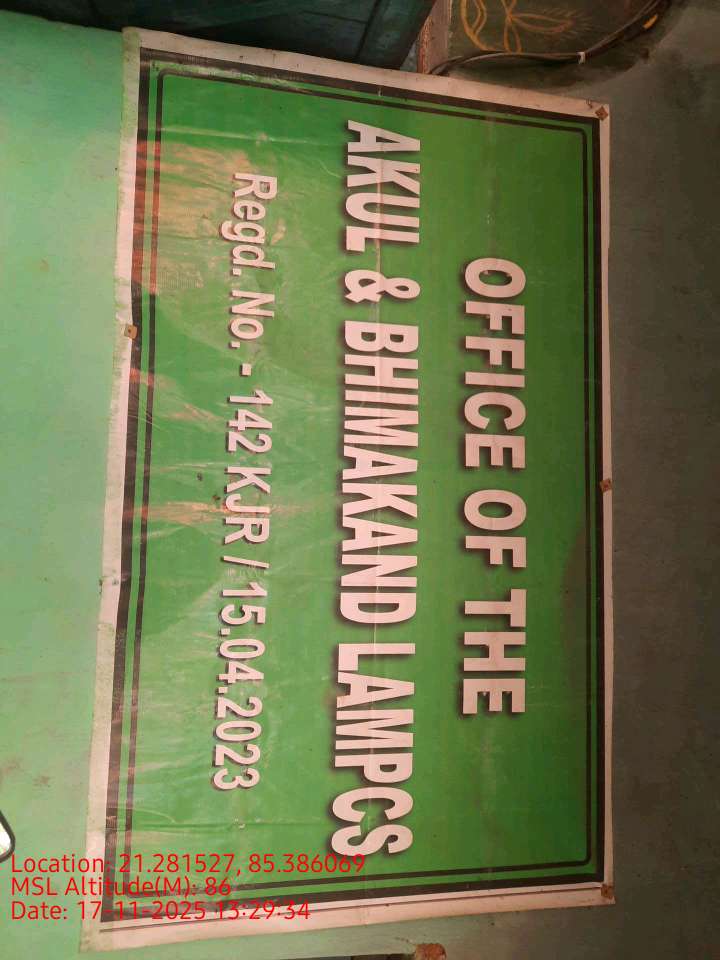 OFFICE OF THE
AKUL & BHIMAKAND LAMPCS
Regd. No. - 142 KJR / 15.04.2023
Location: 21.281527, 85.386069
MSL Altitude(M): 86
Date: 17-11-2025 13:29:34